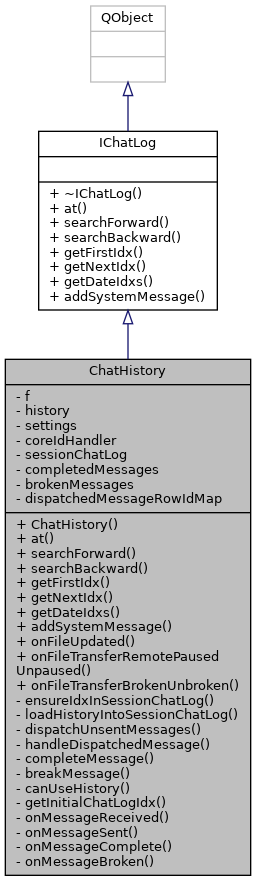 QObject
IChatLog
+ ~IChatLog()
+ at()
+ searchForward()
+ searchBackward()
+ getFirstIdx()
+ getNextIdx()
+ getDateIdxs()
+ addSystemMessage()
ChatHistory
- f
- history
- settings
- coreIdHandler
- sessionChatLog
- completedMessages
- brokenMessages
- dispatchedMessageRowIdMap
+ ChatHistory()
+ at()
+ searchForward()
+ searchBackward()
+ getFirstIdx()
+ getNextIdx()
+ getDateIdxs()
+ addSystemMessage()
+ onFileUpdated()
+ onFileTransferRemotePaused
Unpaused()
+ onFileTransferBrokenUnbroken()
- ensureIdxInSessionChatLog()
- loadHistoryIntoSessionChatLog()
- dispatchUnsentMessages()
- handleDispatchedMessage()
- completeMessage()
- breakMessage()
- canUseHistory()
- getInitialChatLogIdx()
- onMessageReceived()
- onMessageSent()
- onMessageComplete()
- onMessageBroken()